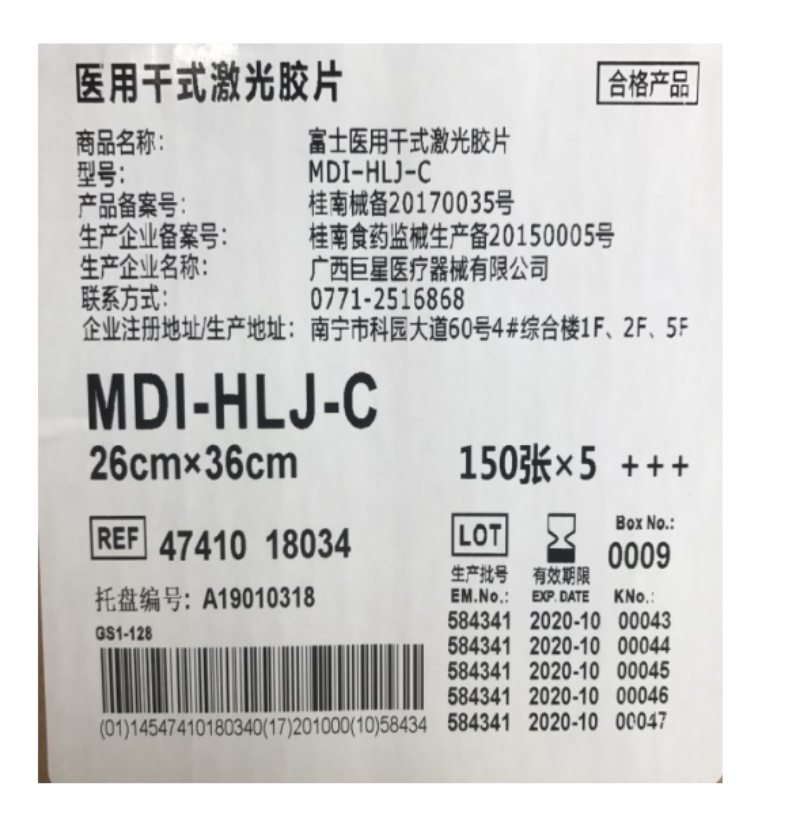 医用干式激光胶片
合格产品
商品名称： 富士医用干式激光胶片
型号： MDI-HLJ-C
产品备案号： 桂南械备20170035号
生产企业备案号： 桂南食药监械生产备20150005号
生产企业名称： 广西巨星医疗器械有限公司
联系方式： 0771-2516868
企业注册地址/生产地址： 南宁市科园大道60号4#综合楼1F、2F、5F
MDI-HLJ-C
26cm×36cm 150张×5 +++
REF 47410 18034
LOT
生产批号
有效期限
Box No.:
0009
托盘编号: A19010318
EM.No.: EXP. DATE KNo.:
584341 2020-10 00043
584341 2020-10 00044
584341 2020-10 00045
584341 2020-10 00046
584341 2020-10 00047
GS1-128
(01)14547410180340(17)201000(10)58434